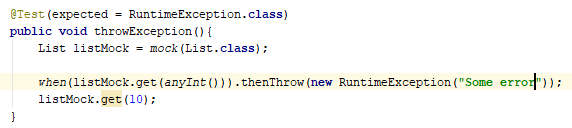 @Test(expected = RuntimeException.class)
public void throwException(){
    List listMock = mock(List.class);
    when(listMock.get(anyInt())).thenThrow(new RuntimeException("Some error"));
    listMock.get(10);
}